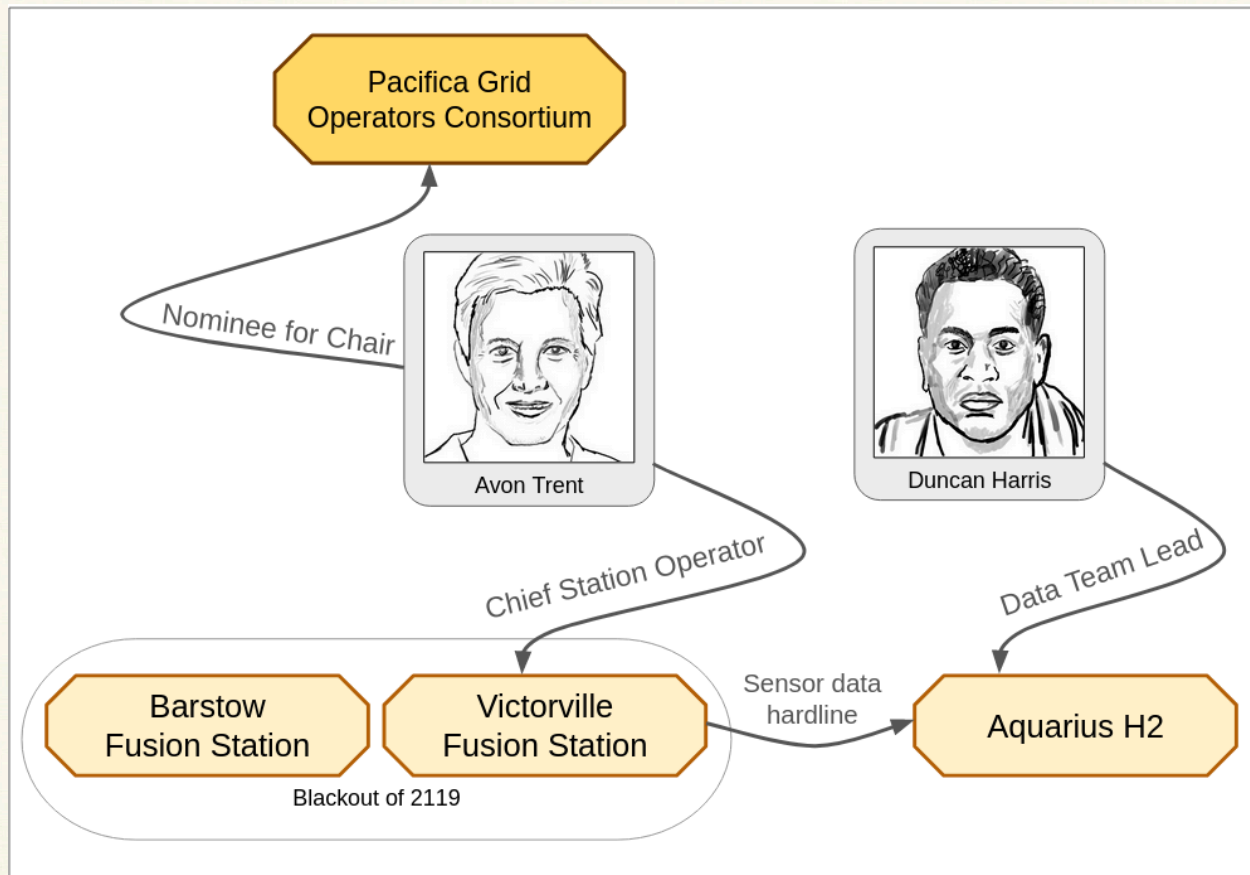 Pacifica Grid
Operators Consortium
Nominee for Chair
Avon Trent
Duncan Harris
Chief Station Operator
Data Team Lead
Barstow
Fusion Station
Victorville
Fusion Station
Sensor data
hardline
Aquarius H2
Blackout of 2119